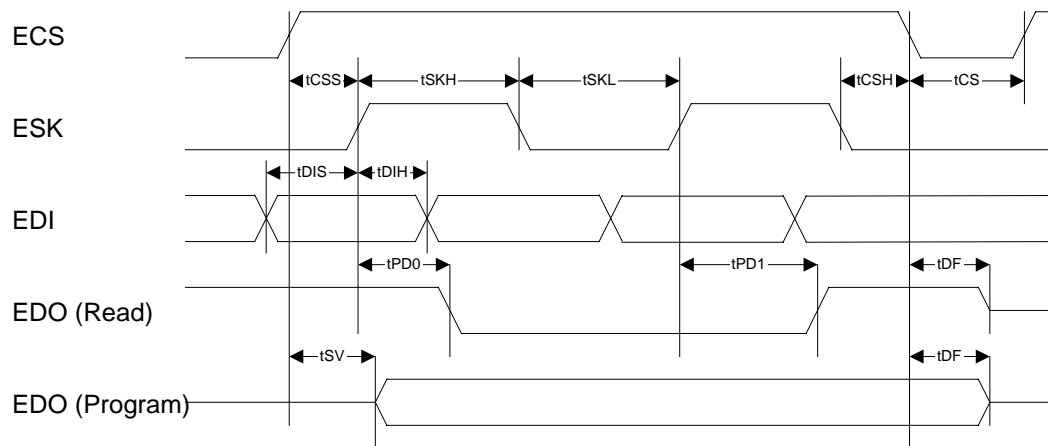 ECS
tCSS tSKH tSKL tCSH tCS
ESK
tDIS tDIH
EDI
tPD0 tPD1 tDF
EDO (Read)
tSV tDF
EDO (Program)